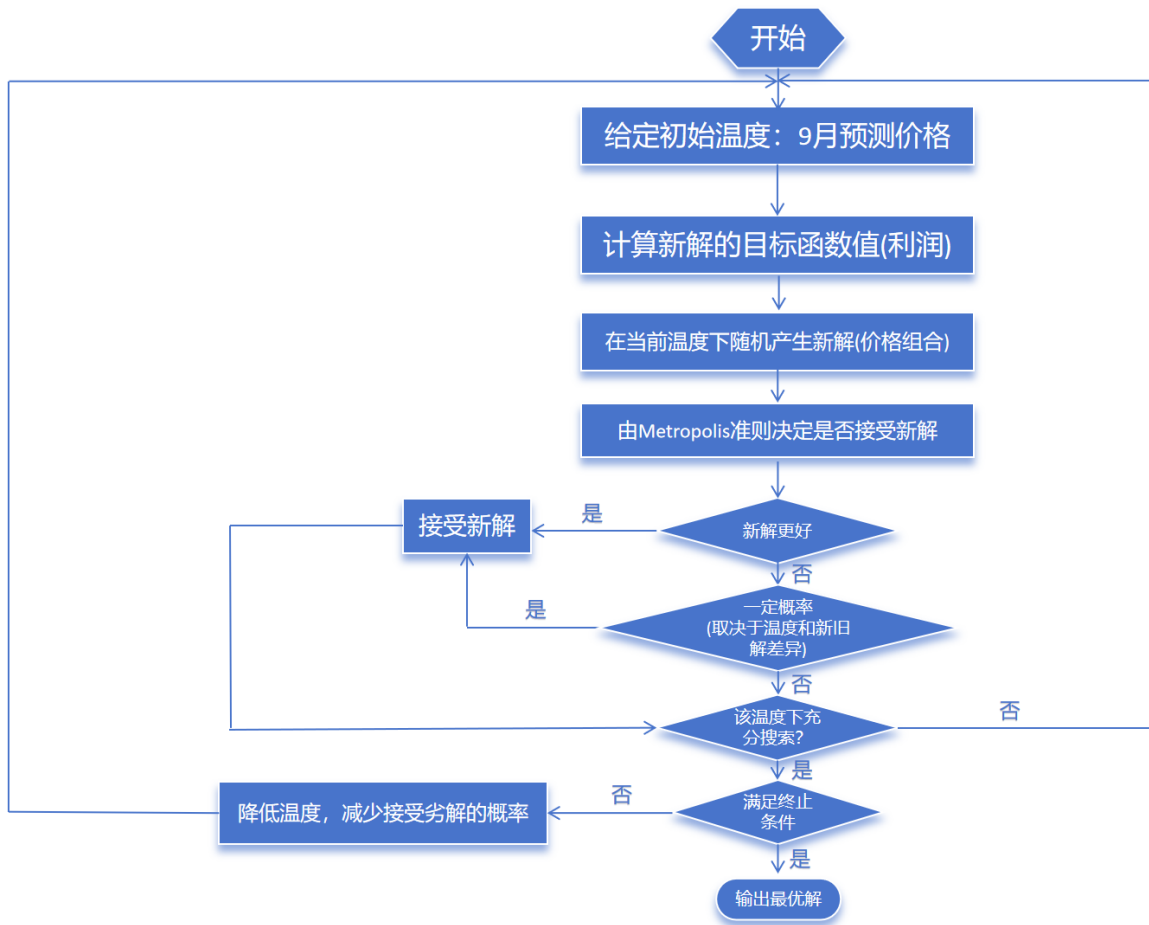 开始
给定初始温度：9月预测价格
计算新解的目标函数值(利润)
在当前温度下随机产生新解(价格组合)
由Metropolis准则决定是否接受新解
接受新解
是
新解更好
否
是
一定概率
(取决于温度和新旧
解差异)
否
该温度下充
分搜索？
否
是
降低温度，减少接受劣解的概率
否
满足终止
条件
是
输出最优解